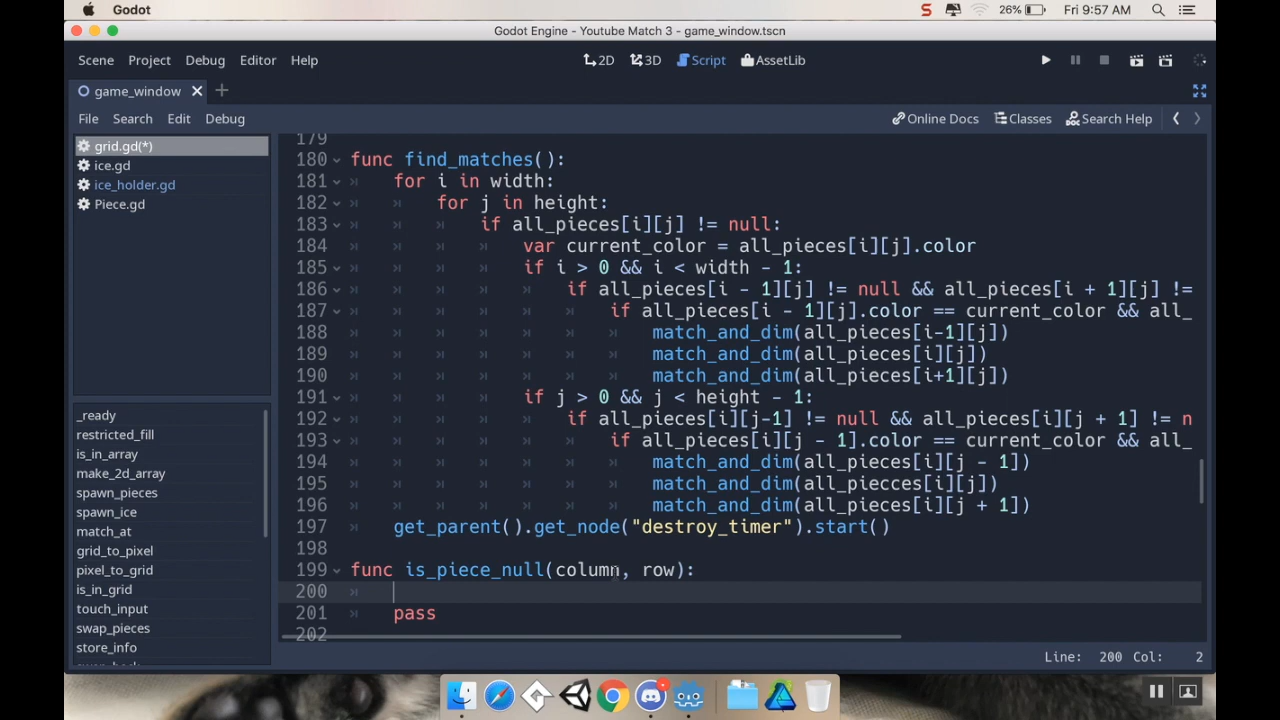 Godot
S
26%
Fri 9:57 AM
Godot Engine - Youtube Match 3 - game_window.tscn
Scene Project Debug Editor Help
2D 3D Script AssetLib
game_window
File Search Edit Debug
Online Docs Classes Search Help
grid.gd(*)
ice.gd
ice_holder.gd
Piece.gd
_ready
restricted_fill
is_in_array
make_2d_array
spawn_pieces
spawn_ice
match_at
grid_to_pixel
pixel_to_grid
is_in_grid
touch_input
swap_pieces
store_info
179
180 func find_matches():
181 for i in width:
182 for j in height:
183 if all_pieces[i][j] != null:
184 var current_color = all_pieces[i][j].color
185 if i > 0 && i < width - 1:
186 if all_pieces[i - 1][j] != null && all_pieces[i + 1][j] !=
187 if all_pieces[i - 1][j].color == current_color && all_
188 match_and_dim(all_pieces[i-1][j])
189 match_and_dim(all_pieces[i][j])
190 match_and_dim(all_pieces[i+1][j])
191 if j > 0 && j < height - 1:
192 if all_pieces[i][j-1] != null && all_pieces[i][j + 1] != n
193 if all_pieces[i][j - 1].color == current_color && all_
194 match_and_dim(all_pieces[i][j - 1])
195 match_and_dim(all_pieces[i][j])
196 match_and_dim(all_pieces[i][j + 1])
197 get_parent().get_node("destroy_timer").start()
198
199 func is_piece_null(column, row):
200
201 pass
202
Line: 200 Col: 2